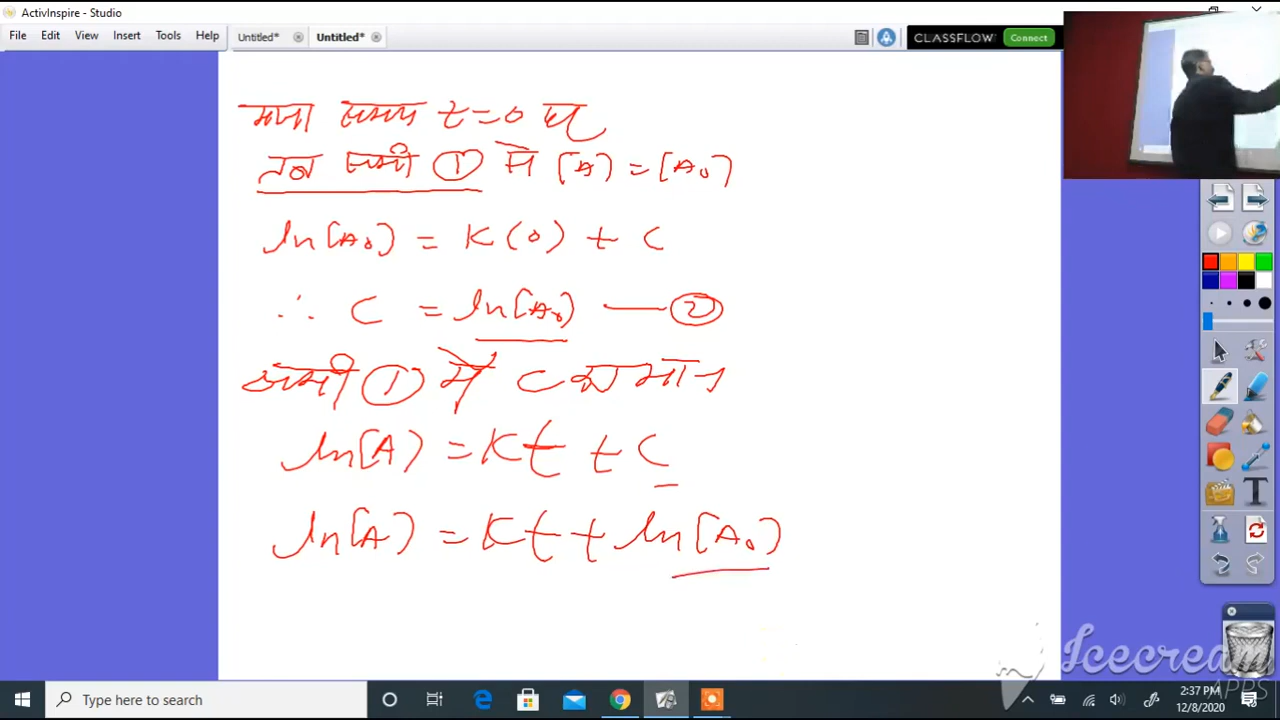 ActivInspire - Studio
File Edit View Insert Tools Help Untitled* Untitled* CLASSFLOW Connect
माना समय t=0 पर
तब समी ① में [A] = [A₀]
ln[A₀] = K(0) + C
∴ C = ln[A₀] — ②
समी ① में C का मान
ln[A] = Kt + C
ln[A] = Kt + ln[A₀]
Icecream
APPS
Type here to search
2:37 PM
12/8/2020